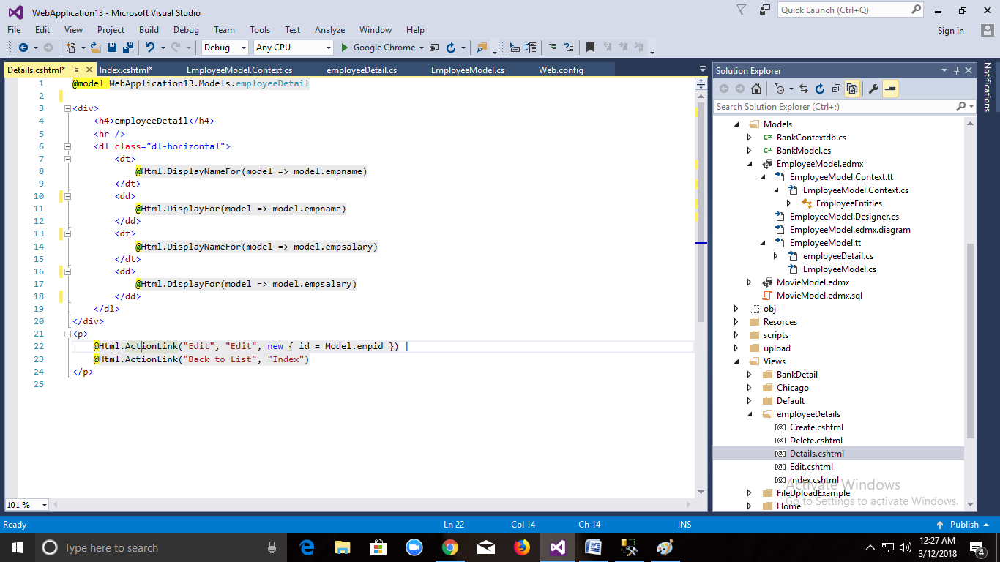 WebApplication13 - Microsoft Visual Studio
Quick Launch (Ctrl+Q)
File Edit View Project Build Debug Team Tools Test Analyze Window Help
Sign in
Debug Any CPU Google Chrome
Details.cshtml* Index.cshtml* EmployeeModel.Context.cs employeeDetail.cs EmployeeModel.cs Web.config
1 @model WebApplication13.Models.employeeDetail
2
3 <div>
4 <h4>employeeDetail</h4>
5 <hr />
6 <dl class="dl-horizontal">
7 <dt>
8 @Html.DisplayNameFor(model => model.empname)
9 </dt>
10 <dd>
11 @Html.DisplayFor(model => model.empname)
12 </dd>
13 <dt>
14 @Html.DisplayNameFor(model => model.empsalary)
15 </dt>
16 <dd>
17 @Html.DisplayFor(model => model.empsalary)
18 </dd>
19 </dl>
20 </div>
21 <p>
22 @Html.ActionLink("Edit", "Edit", new { id = Model.empid }) |
23 @Html.ActionLink("Back to List", "Index")
24 </p>
25
101 %
Solution Explorer
Search Solution Explorer (Ctrl+;)
Models
C# BankContextdb.cs
C# BankModel.cs
EmployeeModel.edmx
EmployeeModel.Context.tt
EmployeeModel.Context.cs
EmployeeEntities
EmployeeModel.Designer.cs
EmployeeModel.edmx.diagram
EmployeeModel.tt
employeeDetail.cs
EmployeeModel.cs
MovieModel.edmx
MovieModel.edmx.sql
obj
Resorces
scripts
upload
Views
BankDetail
Chicago
Default
employeeDetails
[@] Create.cshtml
[@] Delete.cshtml
[@] Details.cshtml
[@] Edit.cshtml
[@] Index.cshtml
FileUploadExample
Home
Activate Windows
Go to Settings to activate Windows.
Notifications
Ready Ln 22 Col 14 Ch 14 INS Publish
Type here to search
12:27 AM
3/12/2018
4